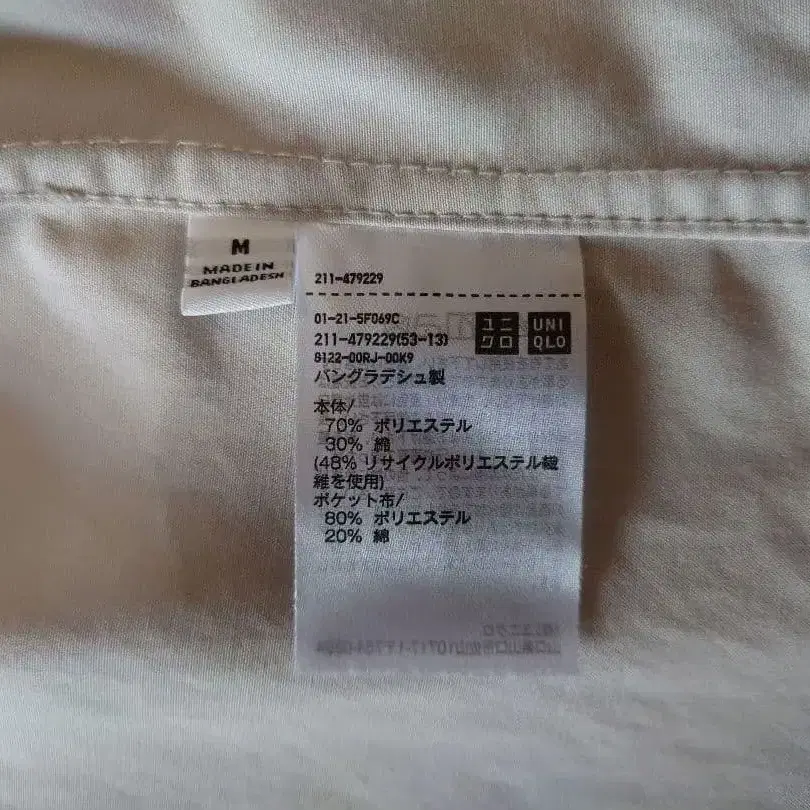 M
MADE IN
BANGLADESH
211-479229
01-21-5F069C
211-479229(53-13)
8122-00RJ-00K9
ユニクロ
UNIQLO
バングラデシュ製
本体/
70% ポリエステル
30% 綿
(48% リサイクルポリエステル繊
維を使用)
ポケット布/
80% ポリエステル
20% 綿